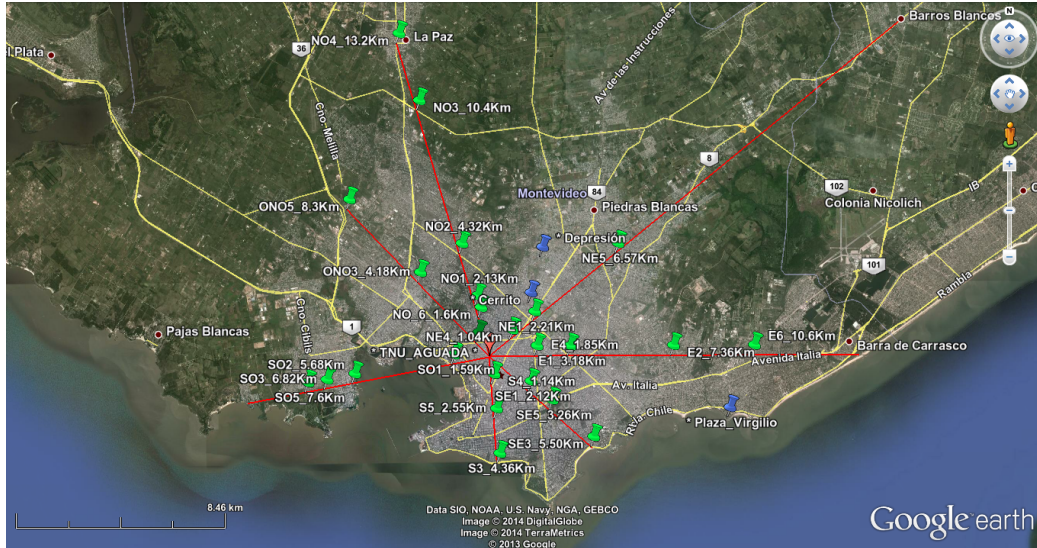 Barros Blancos
N
NO4_13.2Km
La Paz
36
el Plata
Av-de-las-Instrucciones
NO3_10.4Km
Cno-Melilla
8
102
IB
Montevideo
84
Colonia Nicolich
ONO5_8.3Km
Piedras Blancas
NO2_4.32Km
* Depresión
NE5_6.57Km
ONO3_4.18Km
NO1_2.13Km
101
Rambla
Cerrito
Cno-Cibils
NO_6_1.6Km
1
NE1_2.21Km
Pajas Blancas
NE4_1.04Km
E4_1.85Km
E6_10.6Km
Barra de Carrasco
* TNU_AGUADA *
E2_7.36Km
E1_3.18Km
Avenida-Italia
SO2_5.68Km
SO1_1.59Km
SO3_6.82Km
S4_1.14Km
Av. Italia
SO5_7.6Km
SE1_2.12Km
S5_2.55Km
SE5_3.26Km
Rbla-Chile
* Plaza_Virgilio
SE3_5.50Km
S3_4.36Km
8.46 km
Data SIO, NOAA, U.S. Navy, NGA, GEBCO
Image © 2014 DigitalGlobe
Image © 2014 TerraMetrics
© 2013 Google
Google earth